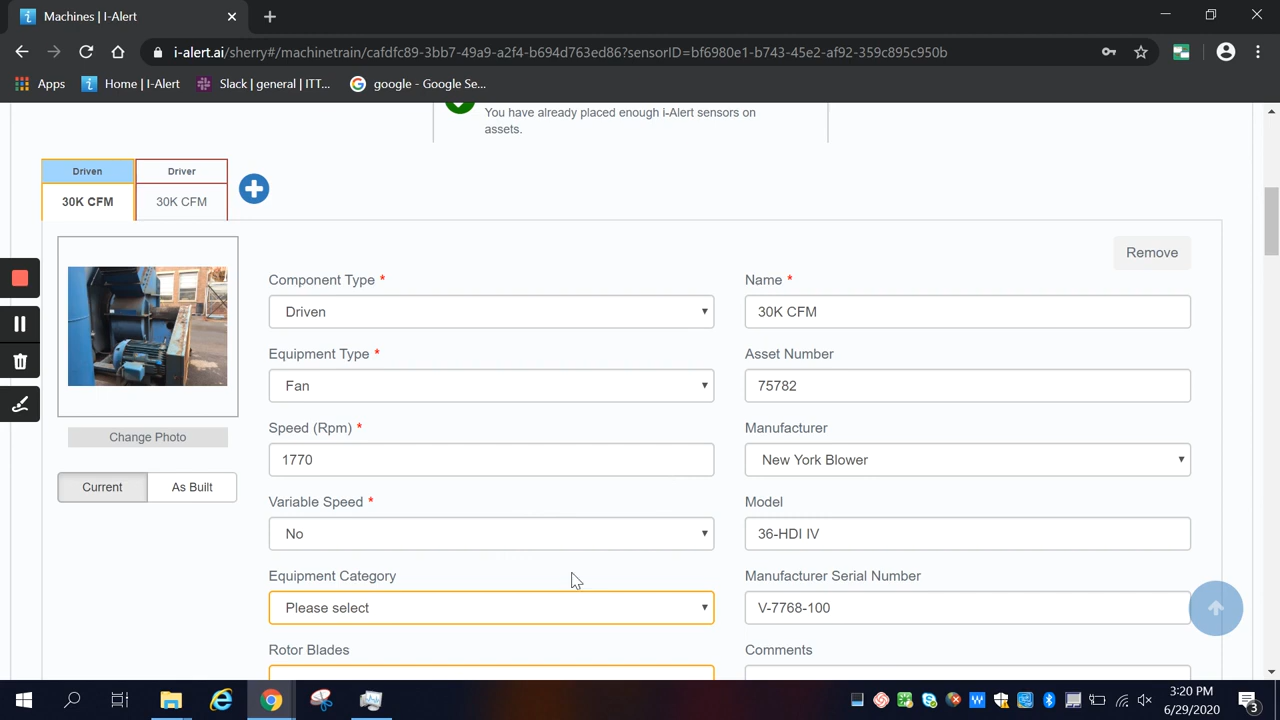 Machines | I-Alert
i-alert.ai/sherry#/machinetrain/cafdfc89-3bb7-49a9-a2f4-b694d763ed86?sensorID=bf6980e1-b743-45e2-af92-359c895c950b
Apps
Home | I-Alert
Slack | general | ITT...
google - Google Se...
You have already placed enough i-Alert sensors on
assets.
Driven
Driver
30K CFM
30K CFM
Remove
Component Type *
Name *
Driven
30K CFM
Equipment Type *
Asset Number
Fan
75782
Change Photo
Speed (Rpm) *
Manufacturer
1770
New York Blower
Current
As Built
Variable Speed *
Model
No
36-HDI IV
Equipment Category
Manufacturer Serial Number
Please select
V-7768-100
Rotor Blades
Comments
3:20 PM
6/29/2020
3